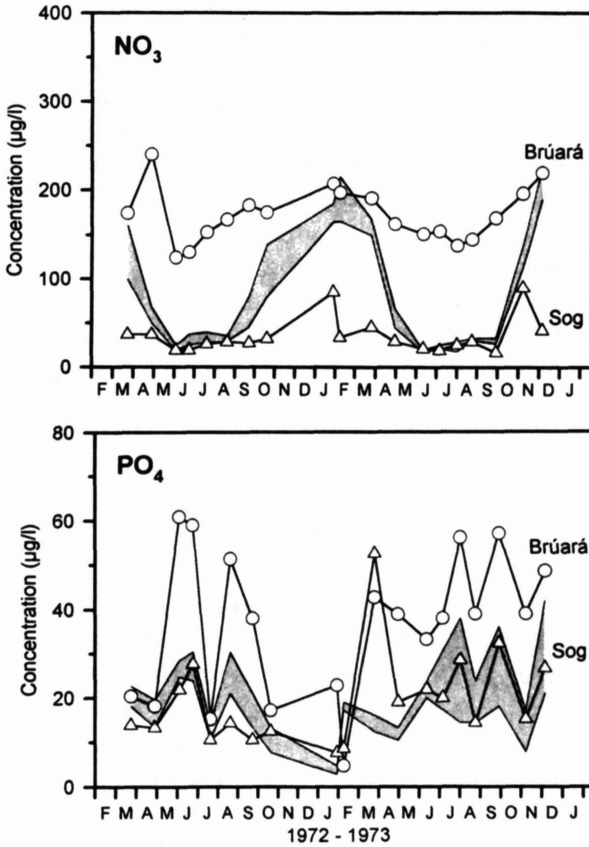 400
NO3
300
Concentration (µg/l)
Brúará
200
100
Sog
0
F M A M J J A S O N D J F M A M J J A S O N D J
80
PO4
60
Concentration (µg/l)
Brúará
40
Sog
20
0
F M A M J J A S O N D J F M A M J J A S O N D J
1972 - 1973